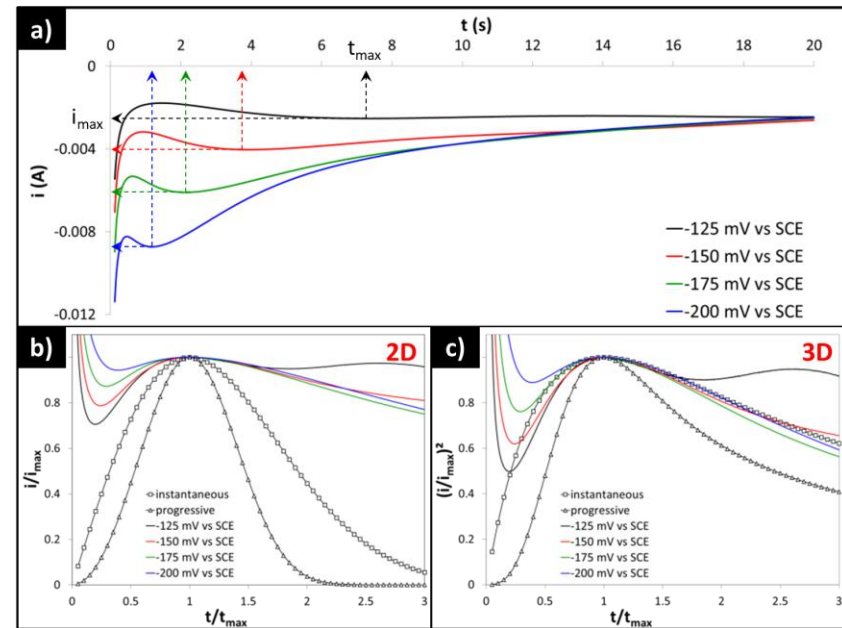 a)
t (s)
0 2 4 6 8 10 12 14 16 18 20
t_max
0
i_max
-0.004
-0.008
-0.012
i (A)
-125 mV vs SCE
-150 mV vs SCE
-175 mV vs SCE
-200 mV vs SCE
b)
2D
0.8
0.6
0.4
0.2
0
i/i_max
instantaneous
progressive
-125 mV vs SCE
-150 mV vs SCE
-175 mV vs SCE
-200 mV vs SCE
0 0.5 1 1.5 2 2.5 3
t/t_max
c)
3D
1
0.8
0.6
0.4
0.2
0
(i/i_max)²
instantaneous
progressive
-125 mV vs SCE
-150 mV vs SCE
-175 mV vs SCE
-200 mV vs SCE
0 0.5 1 1.5 2 2.5 3
t/t_max